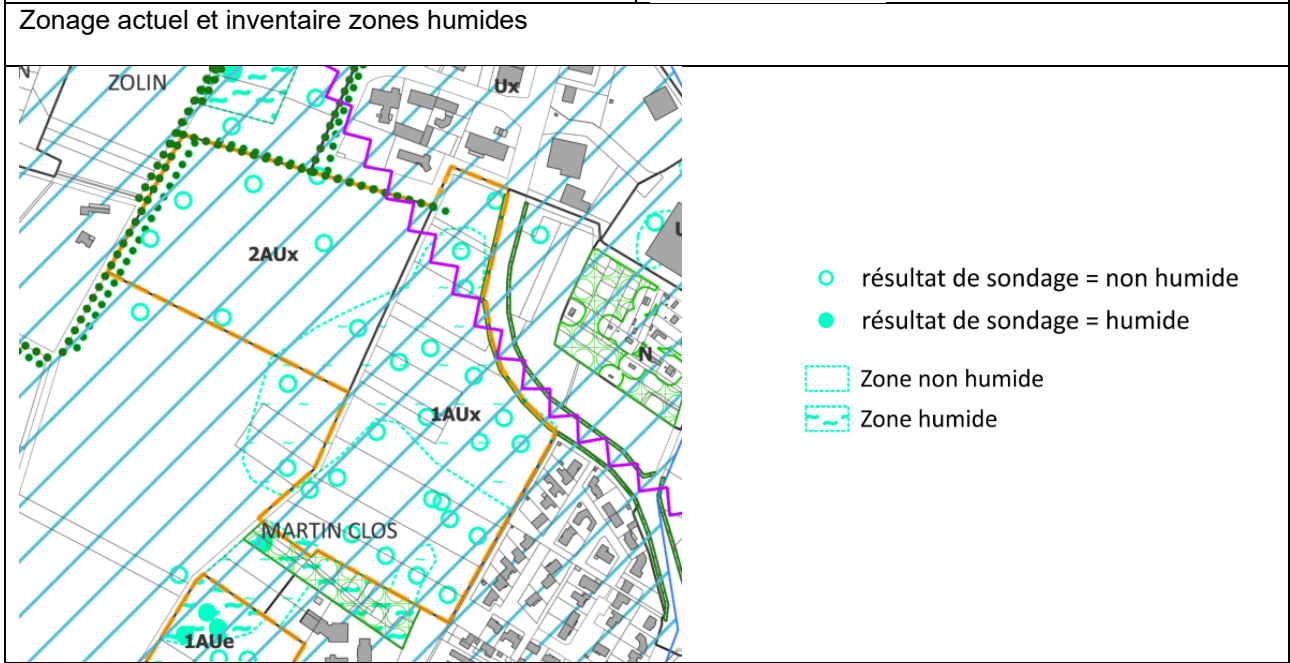 Zonage actuel et inventaire zones humides
N
ZOLIN
Ux
2AUx
U
N
1AUx
MARTIN CLOS
1AUe
résultat de sondage = non humide
résultat de sondage = humide
Zone non humide
Zone humide